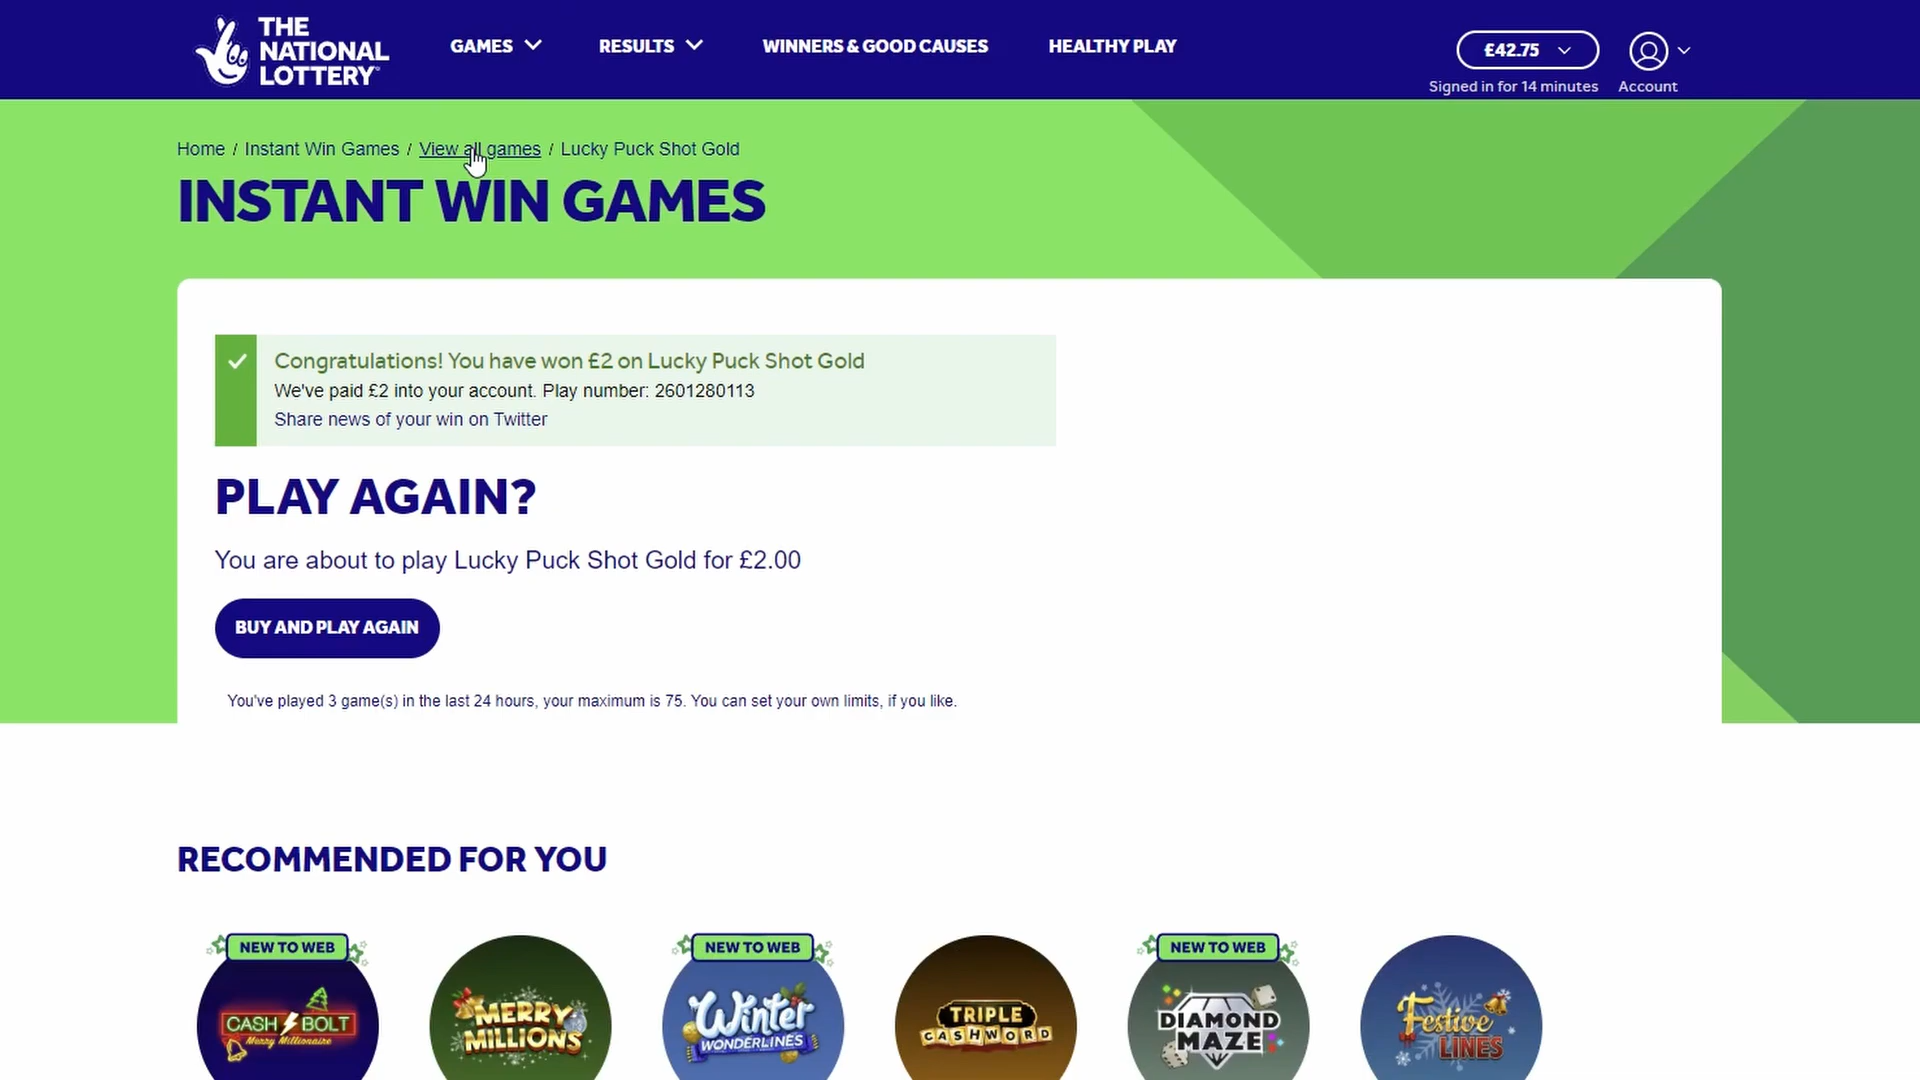 THE
NATIONAL
LOTTERY
GAMES
RESULTS
WINNERS & GOOD CAUSES
HEALTHY PLAY
£42.75
Signed in for 14 minutes
Account
Home / Instant Win Games / View all games / Lucky Puck Shot Gold
INSTANT WIN GAMES
Congratulations! You have won £2 on Lucky Puck Shot Gold
We've paid £2 into your account. Play number: 2601280113
Share news of your win on Twitter
PLAY AGAIN?
You are about to play Lucky Puck Shot Gold for £2.00
BUY AND PLAY AGAIN
You've played 3 game(s) in the last 24 hours, your maximum is 75. You can set your own limits, if you like.
RECOMMENDED FOR YOU
NEW TO WEB
CASH BOLT
Merry Millionaire
MERRY
MILLIONS
NEW TO WEB
Winter
WONDERLINES
TRIPLE
CASHWORD
NEW TO WEB
DIAMOND
MAZE
Festive
LINES